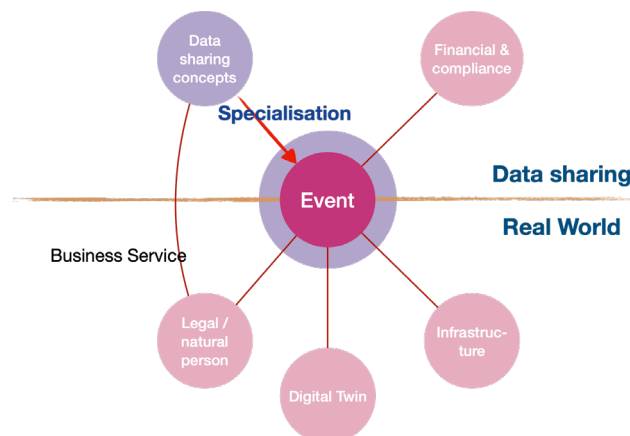 Data
sharing
concepts
Financial &
compliance
Specialisation
Data sharing
Event
Real World
Business Service
Legal /
natural
person
Infrastruc-
ture
Digital Twin